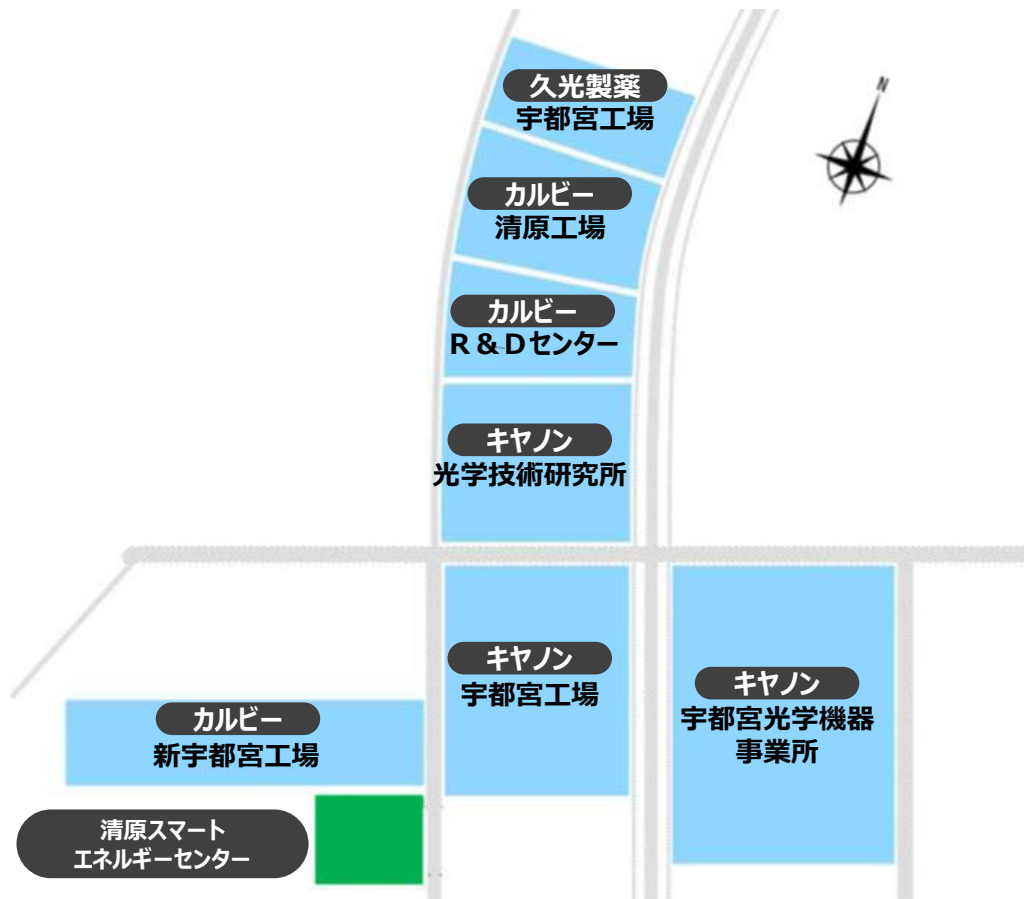 久光製薬
宇都宮工場
N
カルビー
清原工場
カルビー
R&Dセンター
キヤノン
光学技術研究所
キヤノン
宇都宮工場
キヤノン
宇都宮光学機器
事業所
カルビー
新宇都宮工場
清原スマート
エネルギーセンター